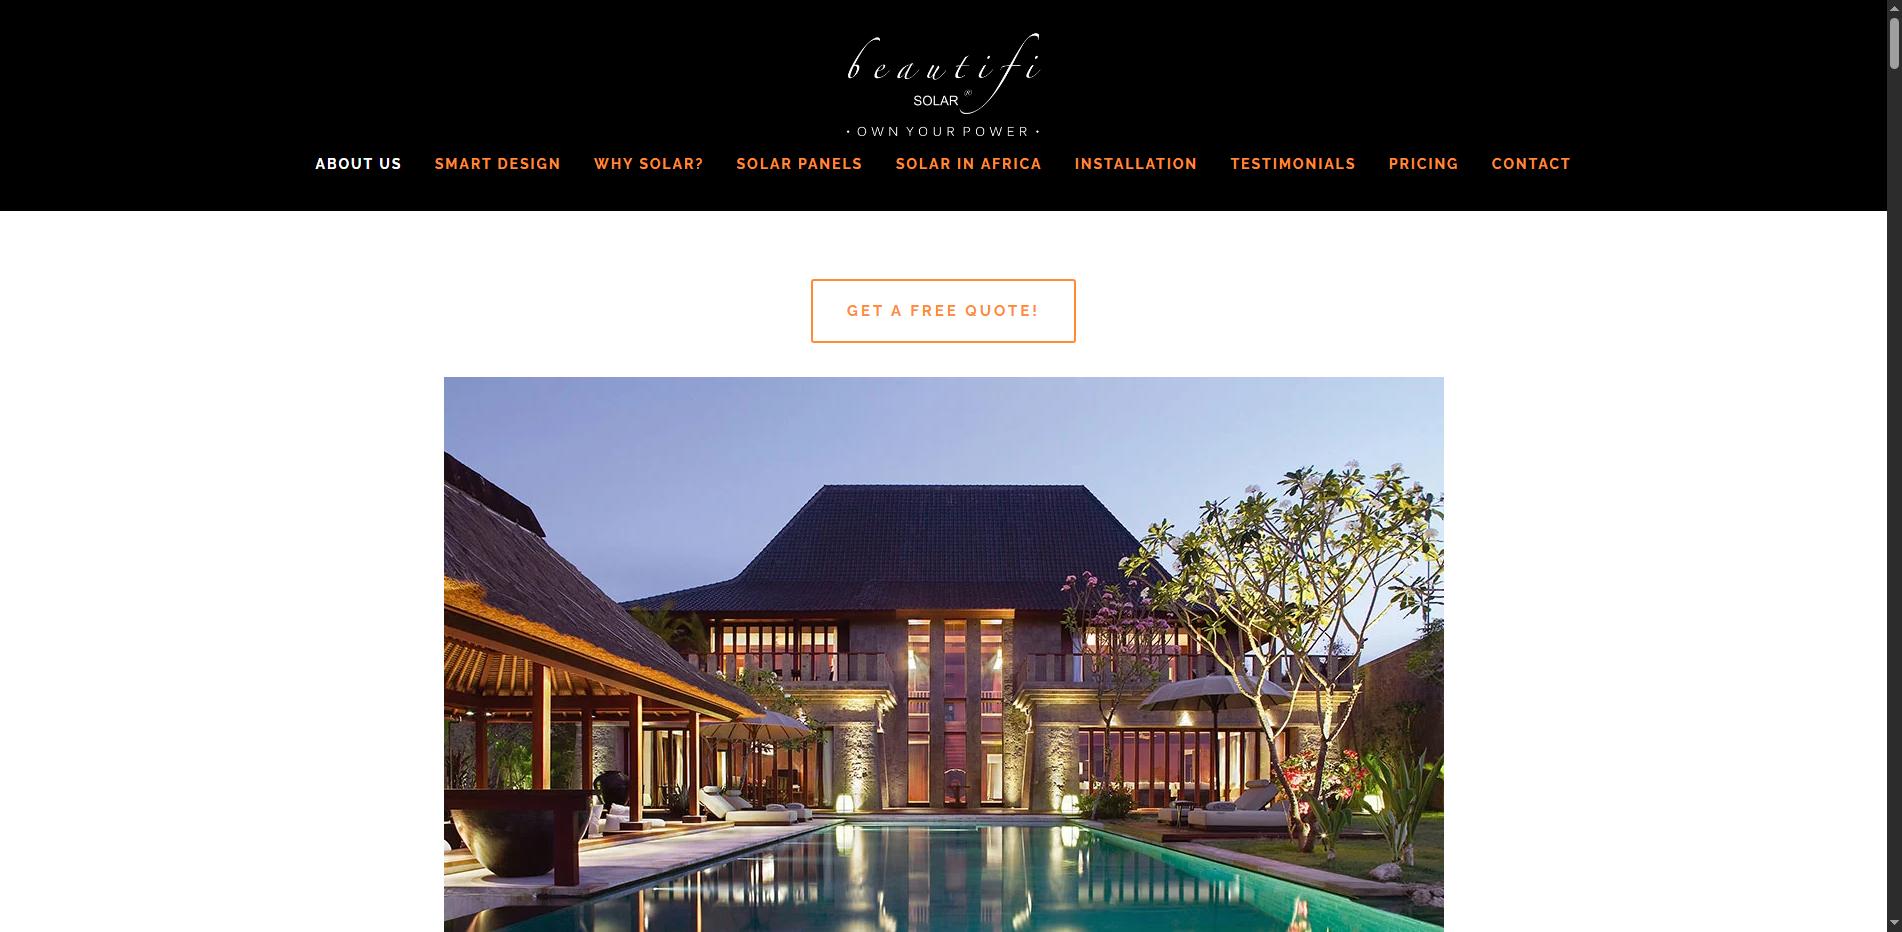 beautifi
SOLAR ®
• OWN YOUR POWER •
ABOUT US SMART DESIGN WHY SOLAR? SOLAR PANELS SOLAR IN AFRICA INSTALLATION TESTIMONIALS PRICING CONTACT
GET A FREE QUOTE!